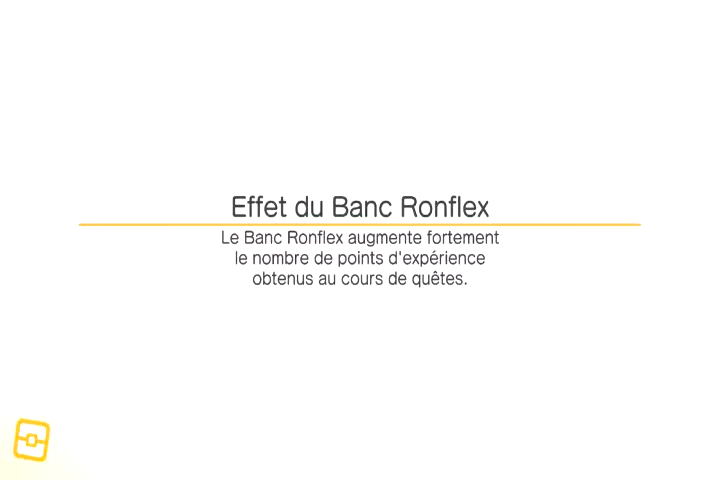 Effet du Banc Ronflex
Le Banc Ronflex augmente fortement
le nombre de points d'expérience
obtenus au cours de quêtes.